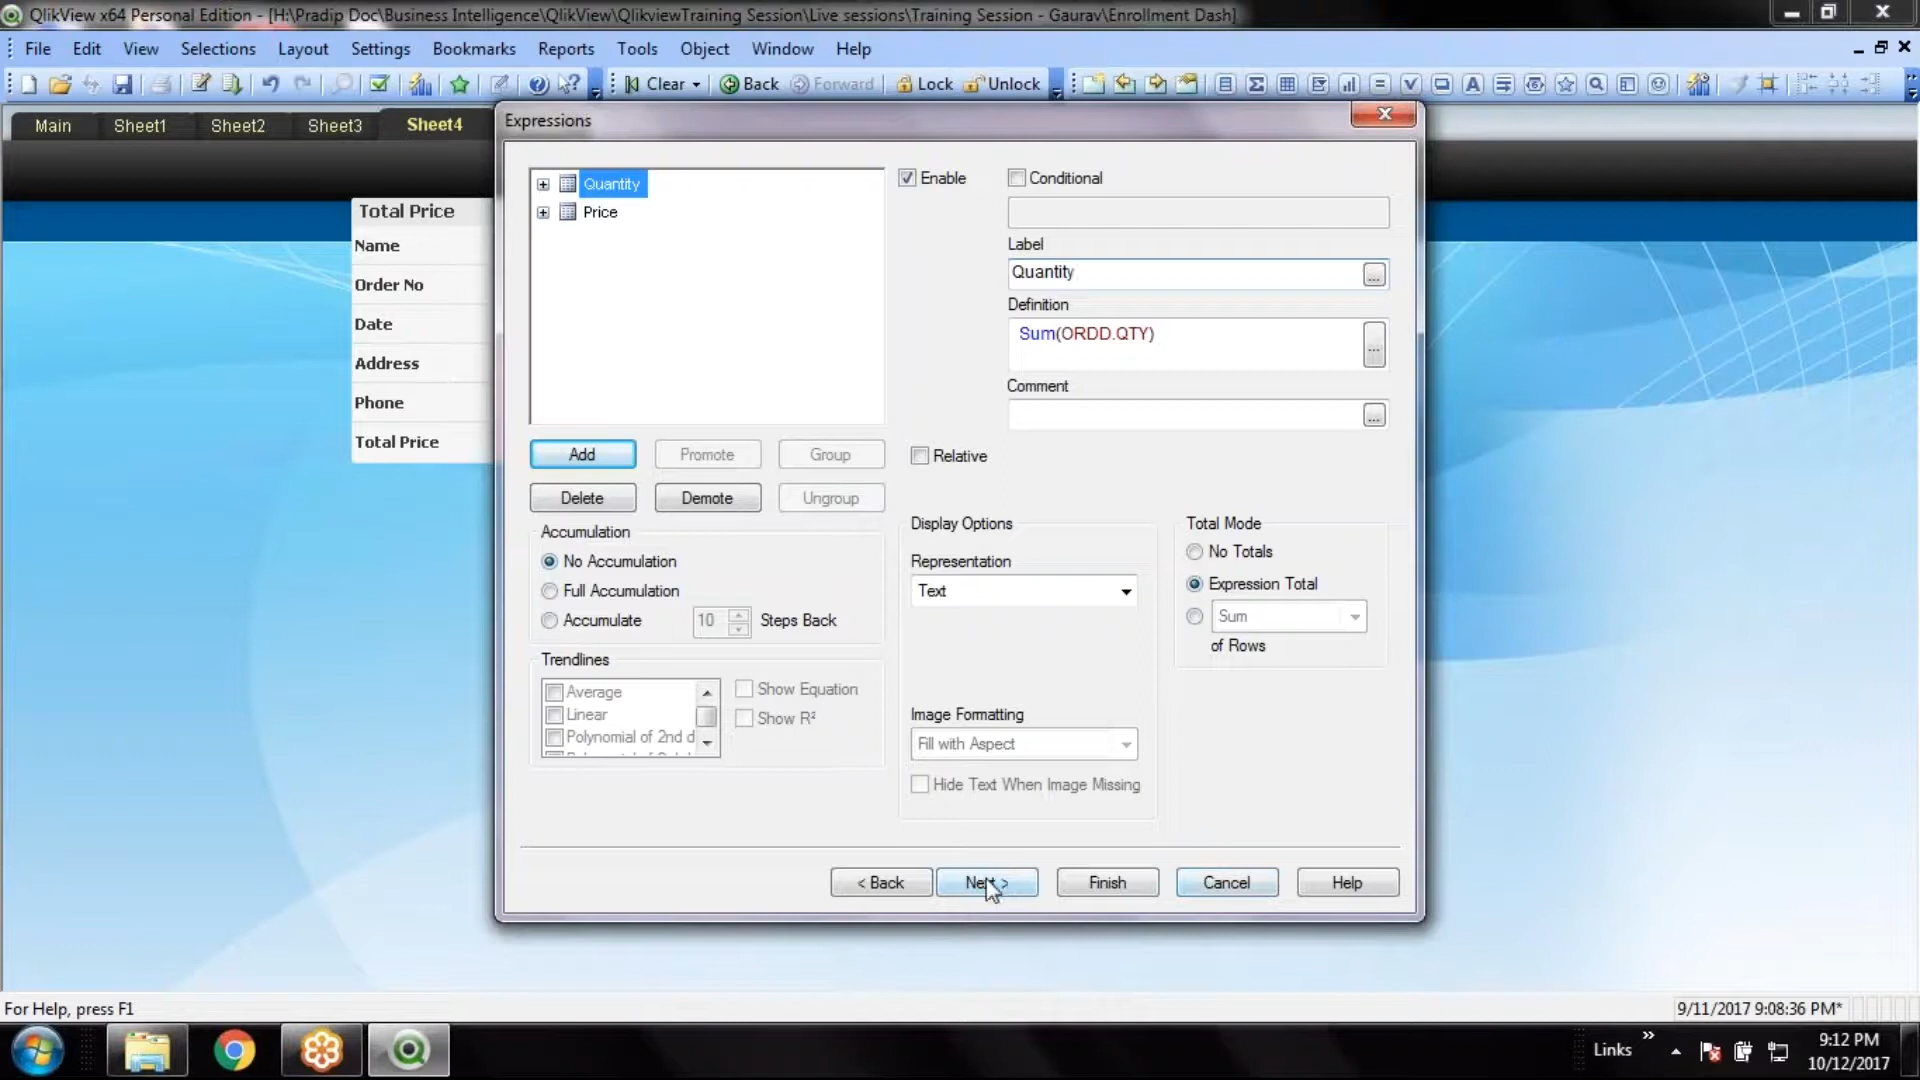 QlikView x64 Personal Edition - [H:\Pradip Doc\Business Intelligence\QlikView\QlikviewTraining Session\Live sessions\Training Session - Gaurav\Enrollment Dash]
File Edit View Selections Layout Settings Bookmarks Reports Tools Object Window Help
Clear Back Forward Lock Unlock
Main Sheet1 Sheet2 Sheet3 Sheet4
Expressions
Quantity
Price
Enable
Conditional
Label
Quantity
...
Definition
Sum(ORDD.QTY)
...
Comment
...
Total Price
Name
Order No
Date
Address
Phone
Total Price
Add Promote Group
Relative
Delete Demote Ungroup
Accumulation
No Accumulation
Full Accumulation
Accumulate 10 Steps Back
Display Options
Representation
Text
Total Mode
No Totals
Expression Total
Sum
of Rows
Trendlines
Average
Linear
Polynomial of 2nd d
Show Equation
Show R²
Image Formatting
Fill with Aspect
Hide Text When Image Missing
< Back Next > Finish Cancel Help
For Help, press F1
9/11/2017 9:08:36 PM*
Links »
9:12 PM
10/12/2017